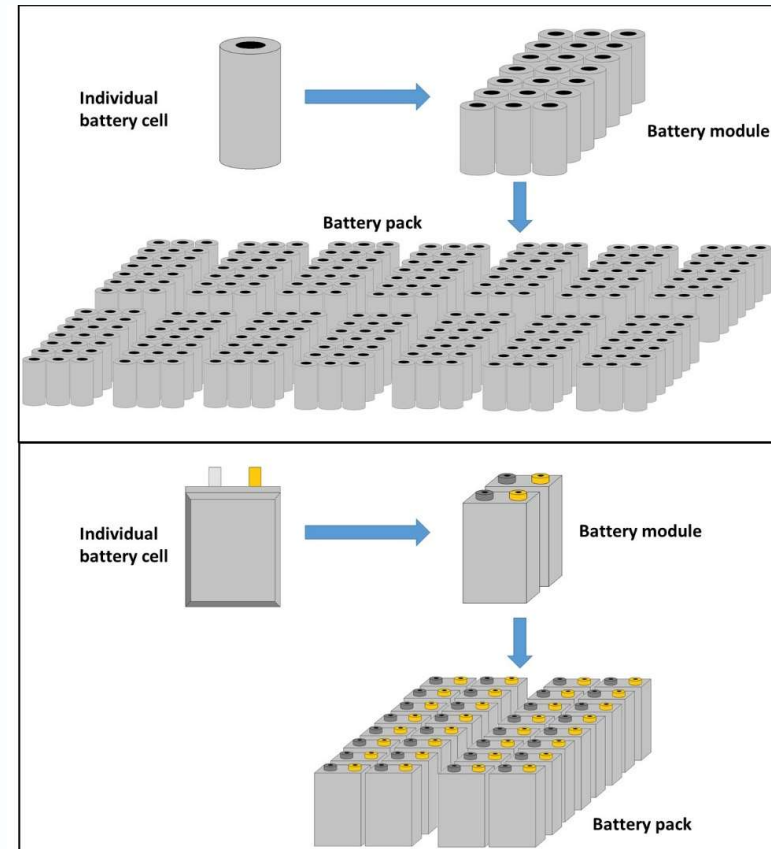 Individual
battery cell
Battery module
Battery pack
Individual
battery cell
Battery module
Battery pack